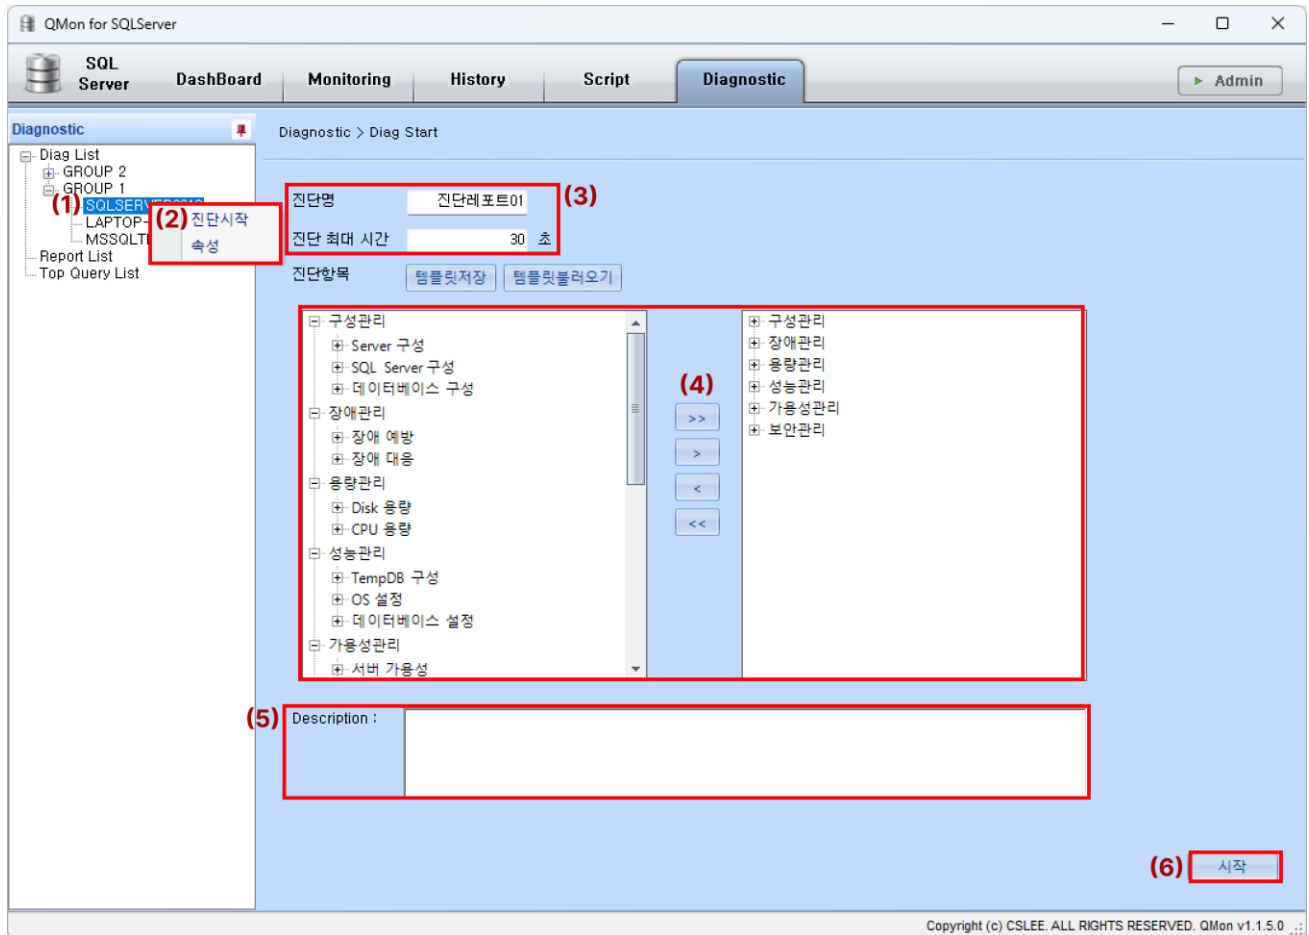 QMon for SQLServer
SQL
Server
DashBoard
Monitoring
History
Script
Diagnostic
Admin
Diagnostic
Diag List
GROUP 2
GROUP 1
(1)
LAPTOP-
MSSQLT
Report List
Top Query List
(2) 진단시작
속성
Diagnostic > Diag Start
진단명 진단레포트01 (3)
진단 최대 시간 30 초
진단항목 템플릿저장 템플릿불러오기
구성관리
Server 구성
SQL Server 구성
데이터베이스 구성
장애관리
장애 예방
장애 대응
용량관리
Disk 용량
CPU 용량
성능관리
TempDB 구성
OS 설정
데이터베이스 설정
가용성관리
서버 가용성
(4)
>>
>
<
<<
구성관리
장애관리
용량관리
성능관리
가용성관리
보안관리
(5) Description :
(6) 시작
Copyright (c) CSLEE. ALL RIGHTS RESERVED. QMon v1.1.5.0